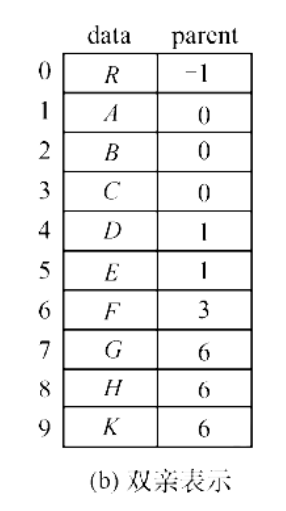 data parent
0 R -1
1 A 0
2 B 0
3 C 0
4 D 1
5 E 1
6 F 3
7 G 6
8 H 6
9 K 6
(b) 双亲表示